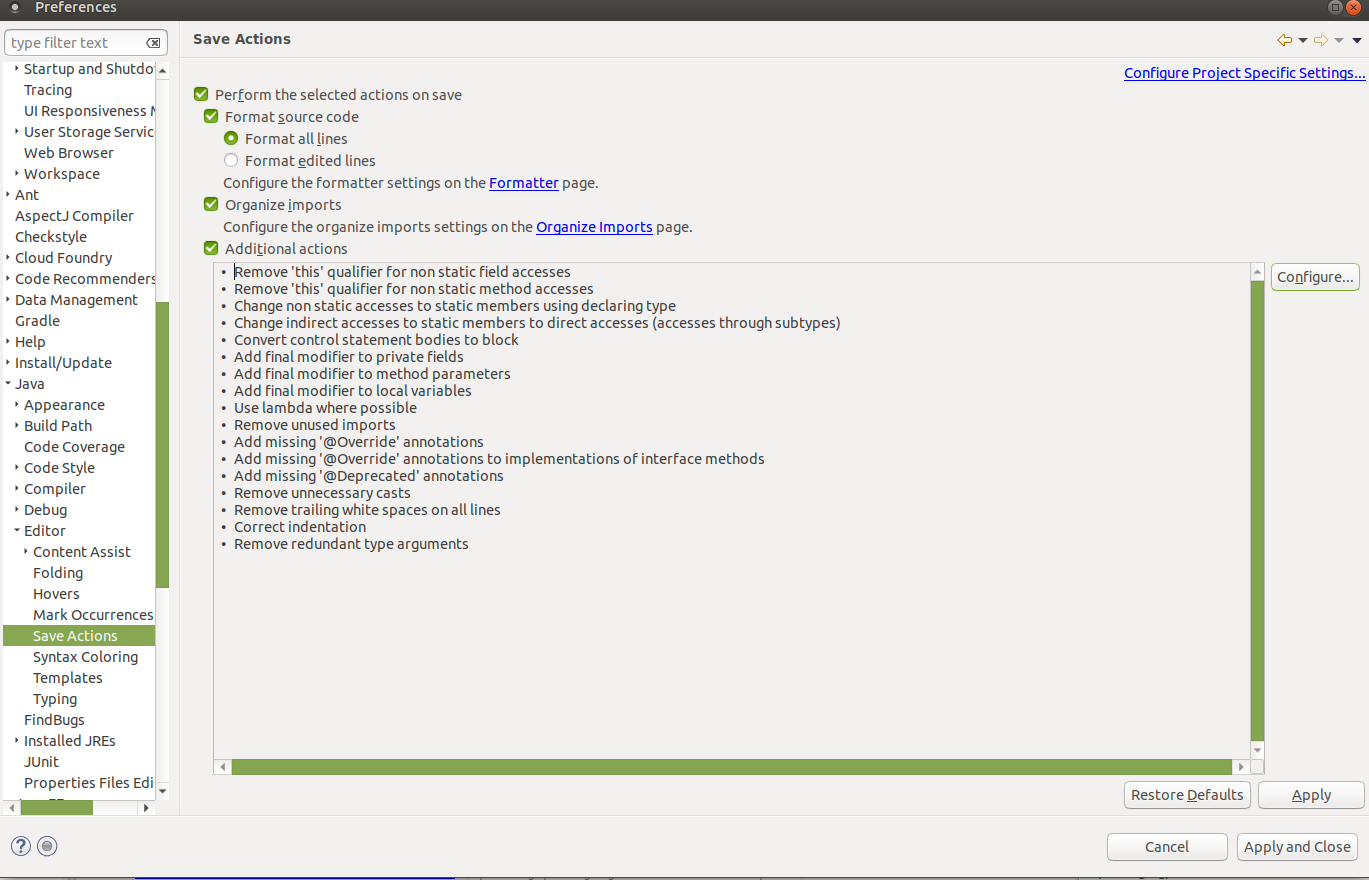 Preferences
type filter text
Startup and Shutdo
Tracing
UI Responsiveness M
User Storage Servic
Web Browser
Workspace
Ant
AspectJ Compiler
Checkstyle
Cloud Foundry
Code Recommenders
Data Management
Gradle
Help
Install/Update
Java
Appearance
Build Path
Code Coverage
Code Style
Compiler
Debug
Editor
Content Assist
Folding
Hovers
Mark Occurrences
Save Actions
Syntax Coloring
Templates
Typing
FindBugs
Installed JREs
JUnit
Properties Files Edi
Save Actions
Configure Project Specific Settings...
Perform the selected actions on save
Format source code
Format all lines
Format edited lines
Configure the formatter settings on the Formatter page.
Organize imports
Configure the organize imports settings on the Organize Imports page.
Additional actions
• Remove 'this' qualifier for non static field accesses
• Remove 'this' qualifier for non static method accesses
• Change non static accesses to static members using declaring type
• Change indirect accesses to static members to direct accesses (accesses through subtypes)
• Convert control statement bodies to block
• Add final modifier to private fields
• Add final modifier to method parameters
• Add final modifier to local variables
• Use lambda where possible
• Remove unused imports
• Add missing '@Override' annotations
• Add missing '@Override' annotations to implementations of interface methods
• Add missing '@Deprecated' annotations
• Remove unnecessary casts
• Remove trailing white spaces on all lines
• Correct indentation
• Remove redundant type arguments
Configure...
Restore Defaults
Apply
?
Cancel
Apply and Close